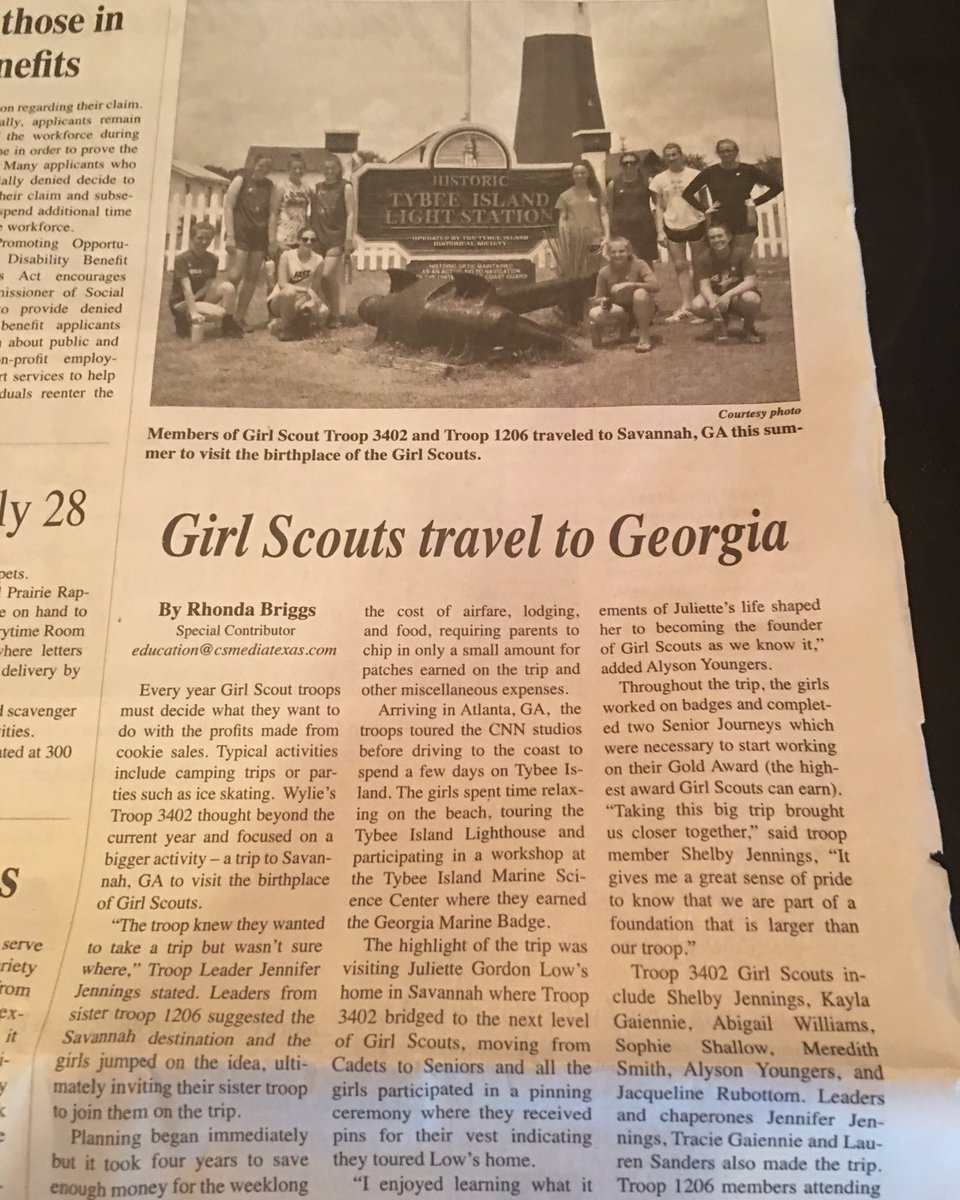 those in
nefits
on regarding their claim.
ally, applicants remain
the workforce during
e in order to prove the
Many applicants who
ally denied decide to
heir claim and subse-
spend additional time
e workforce.
Promoting Opportu-
Disability Benefit
s Act encourages
missioner of Social
o provide denied
benefit applicants
about public and
n-profit employ-
rt services to help
duals reenter the
ly 28
pets.
Prairie Rap-
e on hand to
rytime Room
where letters
delivery by
d scavenger
ities.
ated at 300
s
serve
riety
rom
ex-
it
HISTORIC
TYBEE ISLAND
LIGHT STATION
OPERATED BY THE TYBEE ISLAND
HISTORICAL SOCIETY
HISTORIC OPTIC MAINTAINED
AS AN ACTIVE AID TO NAVIGATION
COAST GUARD
Courtesy photo
Members of Girl Scout Troop 3402 and Troop 1206 traveled to Savannah, GA this sum-
mer to visit the birthplace of the Girl Scouts.
Girl Scouts travel to Georgia
By Rhonda Briggs
Special Contributor
education@csmediatexas.com
Every year Girl Scout troops
must decide what they want to
do with the profits made from
cookie sales. Typical activities
include camping trips or par-
ties such as ice skating. Wylie's
Troop 3402 thought beyond the
current year and focused on a
bigger activity – a trip to Savan-
nah, GA to visit the birthplace
of Girl Scouts.
"The troop knew they wanted
to take a trip but wasn't sure
where," Troop Leader Jennifer
Jennings stated. Leaders from
sister troop 1206 suggested the
Savannah destination and the
girls jumped on the idea, ulti-
mately inviting their sister troop
to join them on the trip.
Planning began immediately
but it took four years to save
enough money for the weeklong
the cost of airfare, lodging,
and food, requiring parents to
chip in only a small amount for
patches earned on the trip and
other miscellaneous expenses.
Arriving in Atlanta, GA, the
troops toured the CNN studios
before driving to the coast to
spend a few days on Tybee Is-
land. The girls spent time relax-
ing on the beach, touring the
Tybee Island Lighthouse and
participating in a workshop at
the Tybee Island Marine Sci-
ence Center where they earned
the Georgia Marine Badge.
The highlight of the trip was
visiting Juliette Gordon Low's
home in Savannah where Troop
3402 bridged to the next level
of Girl Scouts, moving from
Cadets to Seniors and all the
girls participated in a pinning
ceremony where they received
pins for their vest indicating
they toured Low's home.
"I enjoyed learning what it
ements of Juliette's life shaped
her to becoming the founder
of Girl Scouts as we know it,"
added Alyson Youngers.
Throughout the trip, the girls
worked on badges and complet-
ed two Senior Journeys which
were necessary to start working
on their Gold Award (the high-
est award Girl Scouts can earn).
"Taking this big trip brought
us closer together," said troop
member Shelby Jennings, "It
gives me a great sense of pride
to know that we are part of a
foundation that is larger than
our troop."
Troop 3402 Girl Scouts in-
clude Shelby Jennings, Kayla
Gaiennie, Abigail Williams,
Sophie Shallow, Meredith
Smith, Alyson Youngers, and
Jacqueline Rubottom. Leaders
and chaperones Jennifer Jen-
nings, Tracie Gaiennie and Lau-
ren Sanders also made the trip.
Troop 1206 members attending